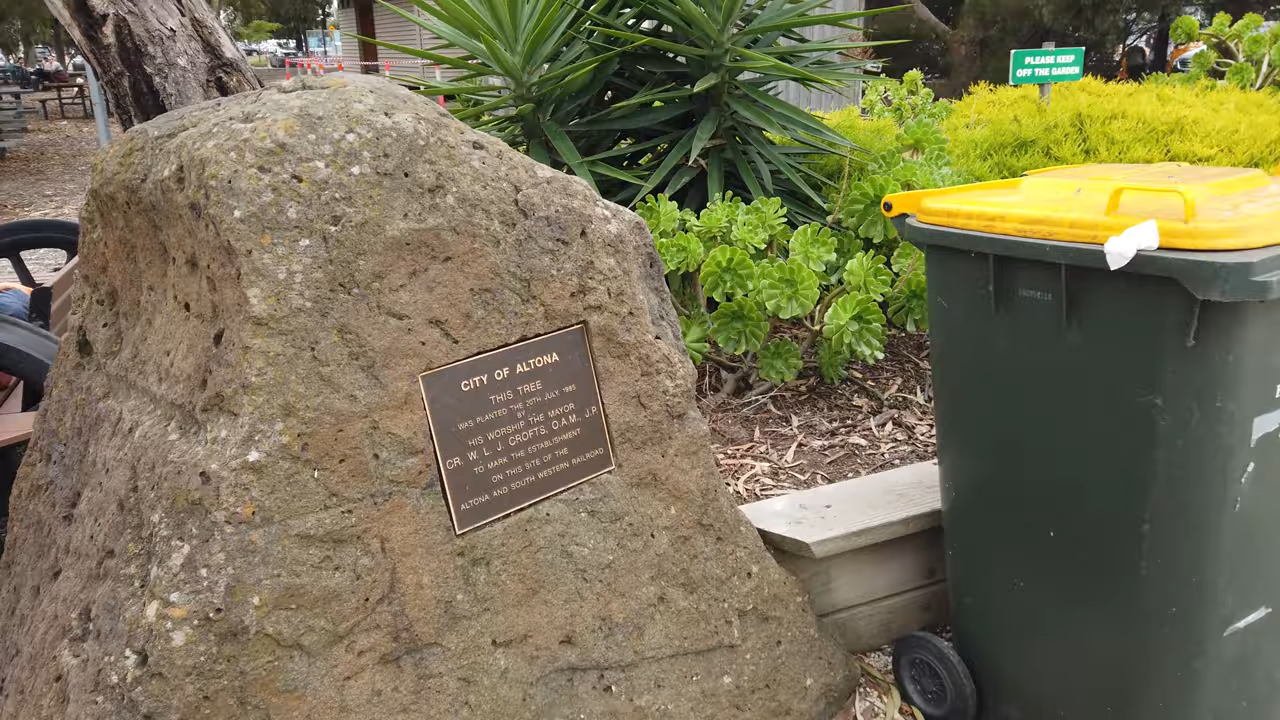 CITY OF ALTONA
THIS TREE
WAS PLANTED THE 20TH JULY. 1985
BY
HIS WORSHIP THE MAYOR
CR. W. L. J. CROFTS, O.A.M., J.P.
TO MARK THE ESTABLISHMENT
ON THIS SITE OF THE
ALTONA AND SOUTH WESTERN RAILROAD
PLEASE KEEP
OFF THE GARDEN